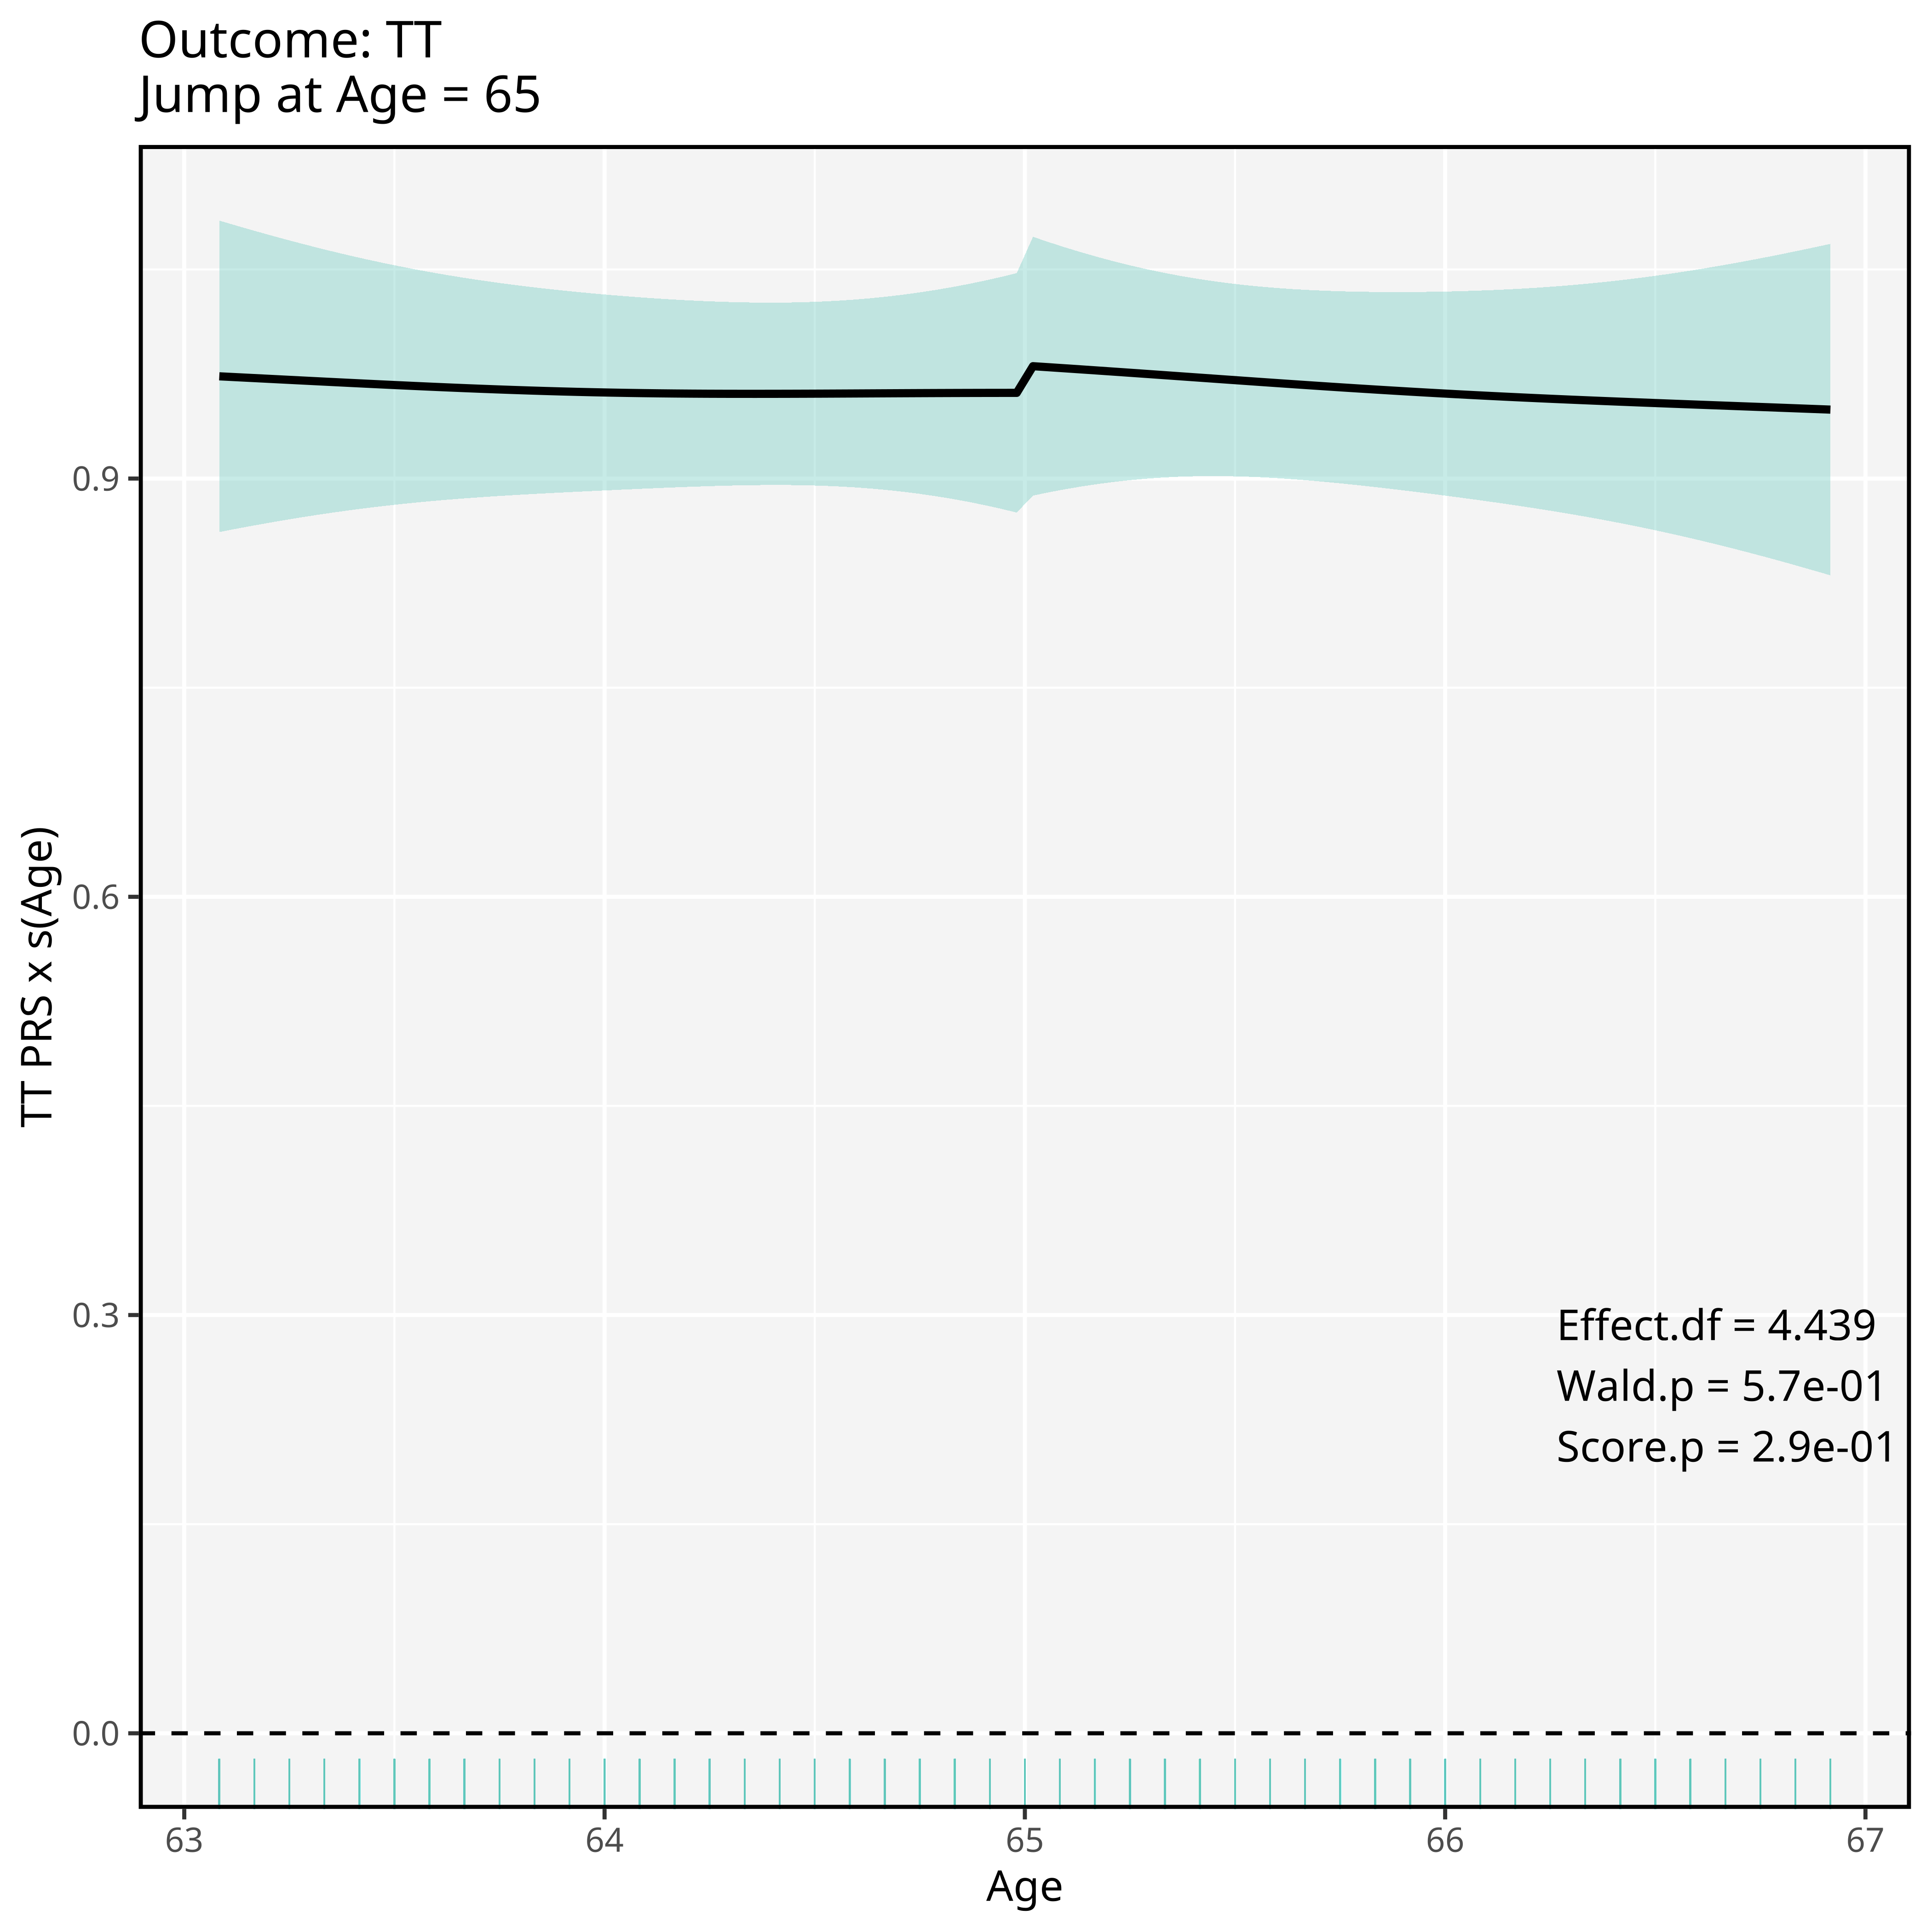 Outcome: TT
Jump at Age = 65
TT PRS x s(Age)
0.9
0.6
0.3
0.0
Effect.df = 4.439
Wald.p = 5.7e-01
Score.p = 2.9e-01
63
64
65
66
67
Age